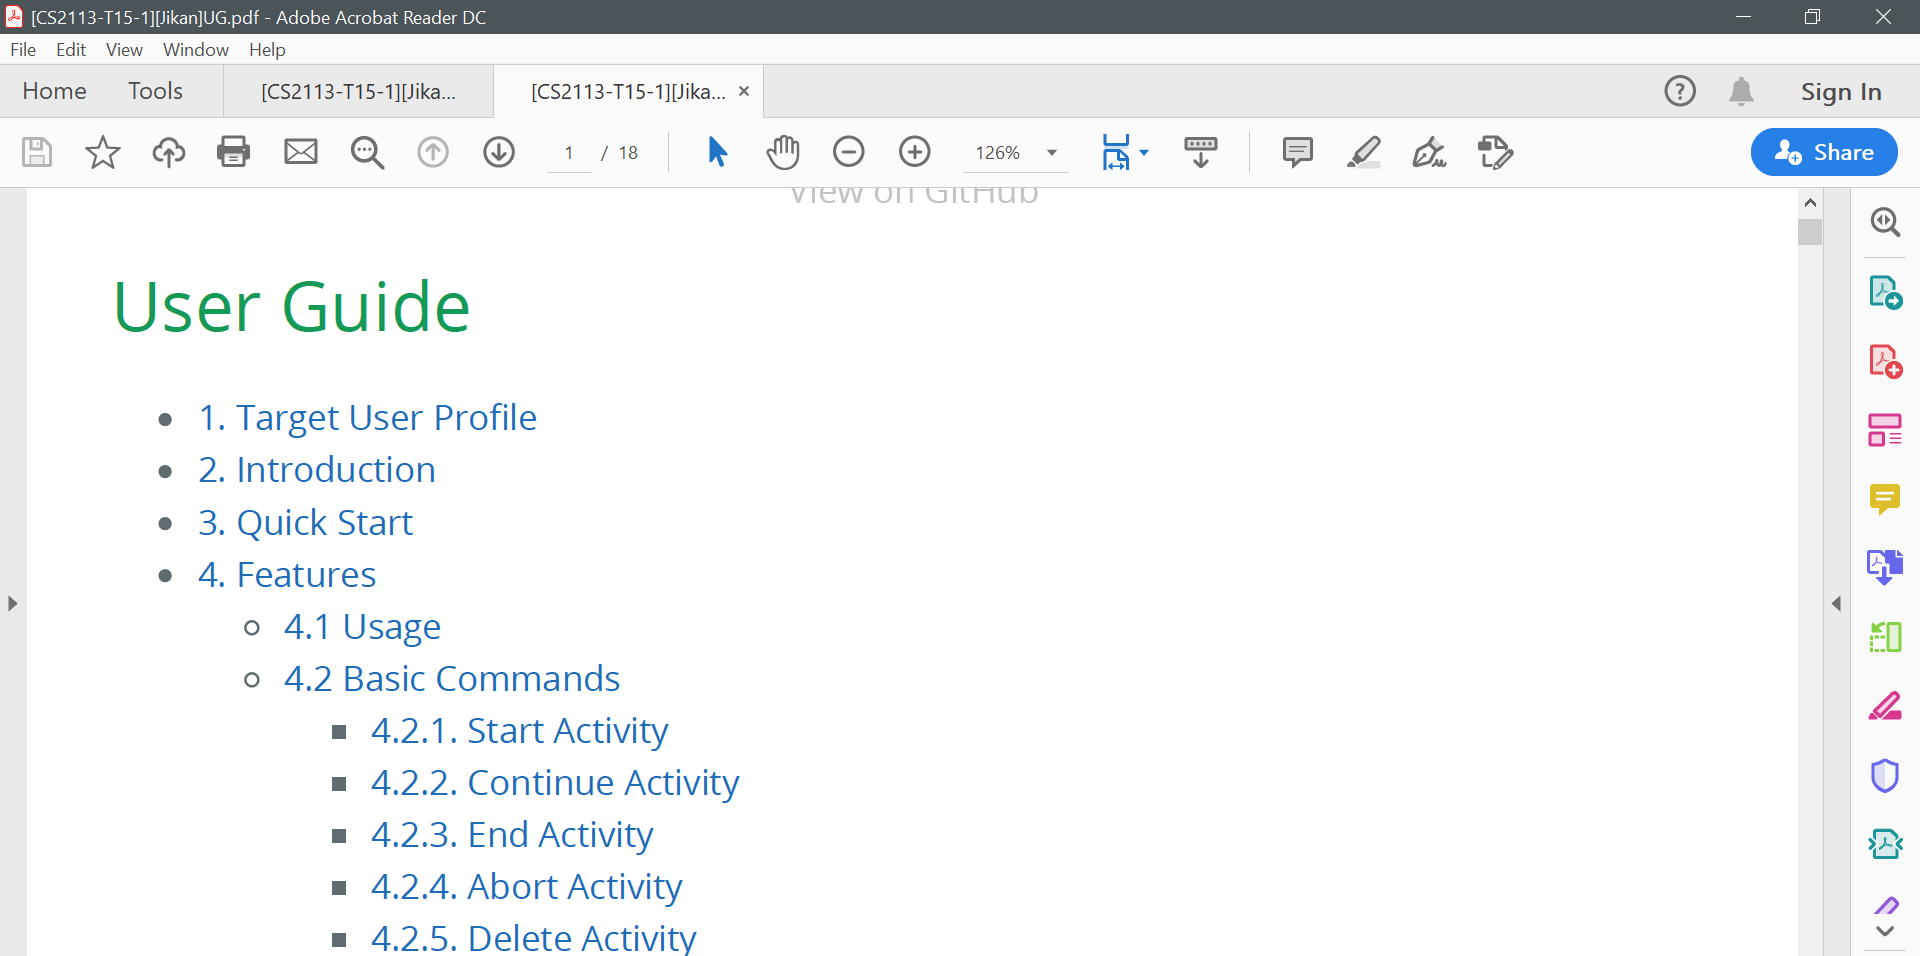 [CS2113-T15-1][Jikan]UG.pdf - Adobe Acrobat Reader DC
File Edit View Window Help
Home Tools [CS2113-T15-1][Jika... [CS2113-T15-1][Jika... Sign In
1 / 18 126% Share
View on GitHub
User Guide
1. Target User Profile
2. Introduction
3. Quick Start
4. Features
4.1 Usage
4.2 Basic Commands
4.2.1. Start Activity
4.2.2. Continue Activity
4.2.3. End Activity
4.2.4. Abort Activity
4.2.5. Delete Activity